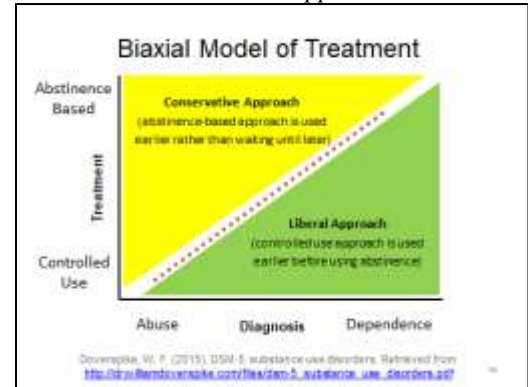 Biaxial Model of Treatment
Abstinence
Based
Conservative Approach
(abstinence-based approach is used
earlier rather than waiting until later)
Treatment
Liberal Approach
(controlled use approach is used
earlier before using abstinence)
Controlled
Use
Abuse
Diagnosis
Dependence
Doverspike, W. F. (2015). DSM-5 substance use disorders. Retrieved from
http://drwilliamdoverspike.com/files/dsm-5_substance_use_disorders.pdf